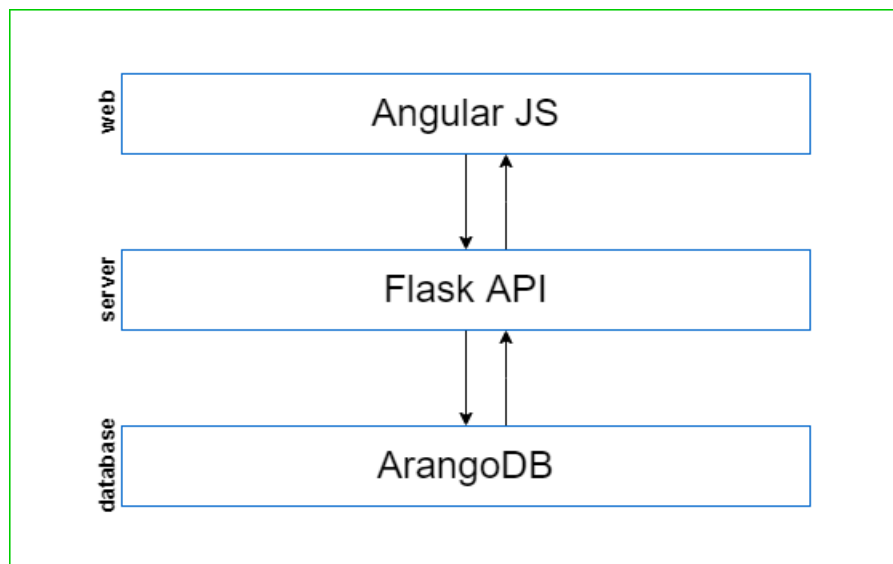 web
Angular JS
server
Flask API
database
ArangoDB